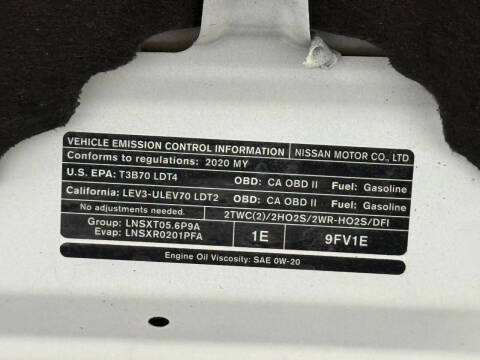 VEHICLE EMISSION CONTROL INFORMATION NISSAN MOTOR CO., LTD
Conforms to regulations: 2020 MY
U.S. EPA: T3B70 LDT4 OBD: CA OBD II Fuel: Gasoline
California: LEV3-ULEV70 LDT2 OBD: CA OBD II Fuel: Gasoline
No adjustments needed. 2TWC(2)/2HO2S/2WR-HO2S/DFI
Group: LNSXT05.6P9A
Evap: LNSXR0201PFA 1E 9FV1E
Engine Oil Viscosity: SAE 0W-20